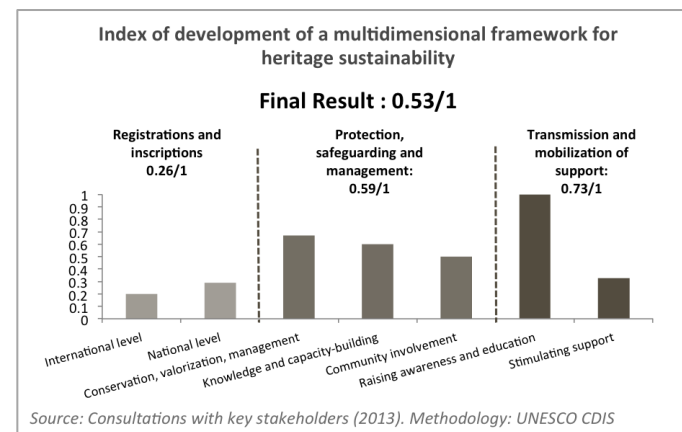 Index of development of a multidimensional framework for
heritage sustainability
Final Result : 0.53/1
Registrations and
inscriptions
0.26/1
Protection,
safeguarding and
management:
0.59/1
Transmission and
mobilization of
support:
0.73/1
1
0.9
0.8
0.7
0.6
0.5
0.4
0.3
0.2
0.1
0
International level
National level
Conservation, valorization, management
Knowledge and capacity-building
Community involvement
Raising awareness and education
Stimulating support
Source: Consultations with key stakeholders (2013). Methodology: UNESCO CDIS